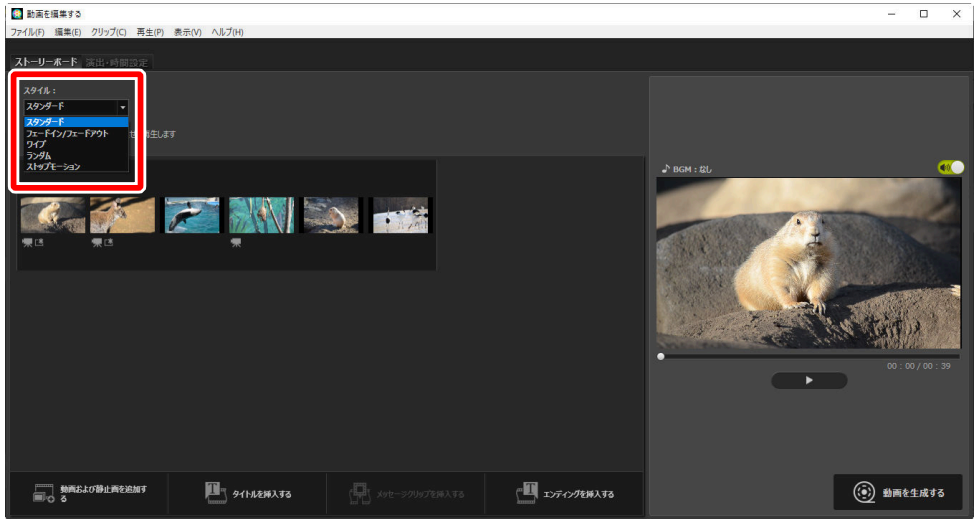 動画を編集する
ファイル(F) 編集(E) クリップ(C) 再生(P) 表示(V) ヘルプ(H)
ストーリーボード 演出・時間設定
スタイル：
スタンダード
スタンダード
フェードイン/フェードアウト
生します
ワイプ
ランダム
ストップモーション
BGM：なし
00：00 / 00：39
動画および静止画を追加す
る
タイトルを挿入する
メッセージクリップを挿入する
エンディングを挿入する
動画を生成する